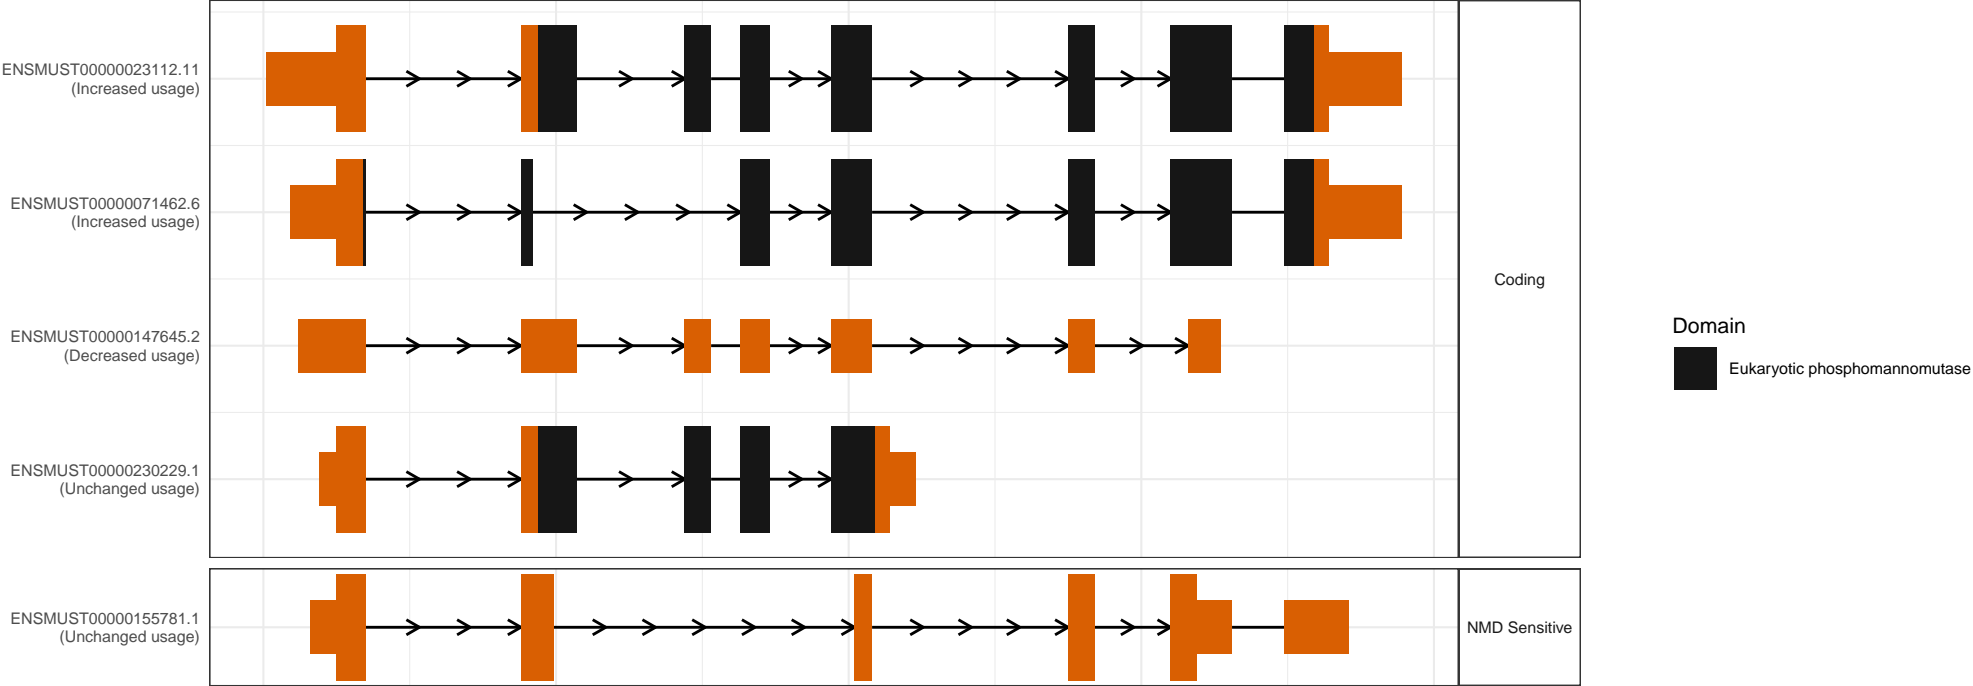 ENSMUST00000023112.11
(Increased usage)
ENSMUST00000071462.6
(Increased usage)
ENSMUST00000147645.2
(Decreased usage)
ENSMUST00000230229.1
(Unchanged usage)
Coding
ENSMUST00000155781.1
(Unchanged usage)
NMD Sensitive
Domain
Eukaryotic phosphomannomutase